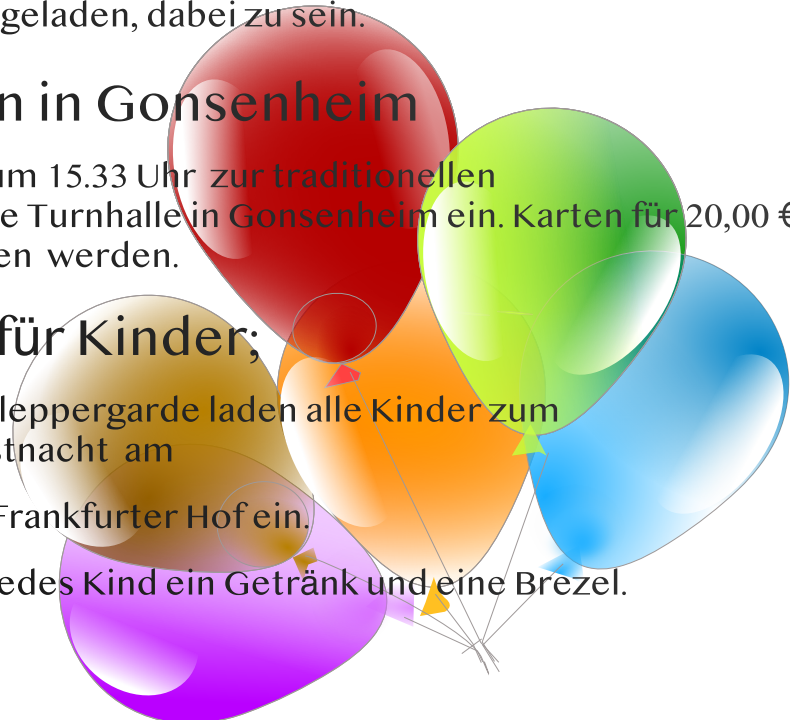 geladen, dabei zu sein.
n in Gonsenheim
um 15.33 Uhr zur traditionellen
e Turnhalle in Gonsenheim ein. Karten für 20,00 €
en werden.
für Kinder;
leppergarde laden alle Kinder zum
stnacht am
Frankfurter Hof ein.
edes Kind ein Getränk und eine Brezel.